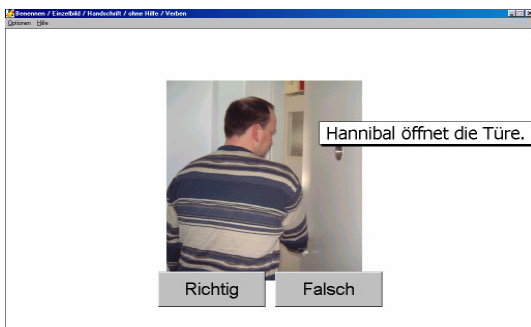 Benennen / Einzelbild / Handschrift / ohne Hilfe / Verben
Optionen Hilfe
Hannibal öffnet die Türe.
Richtig Falsch